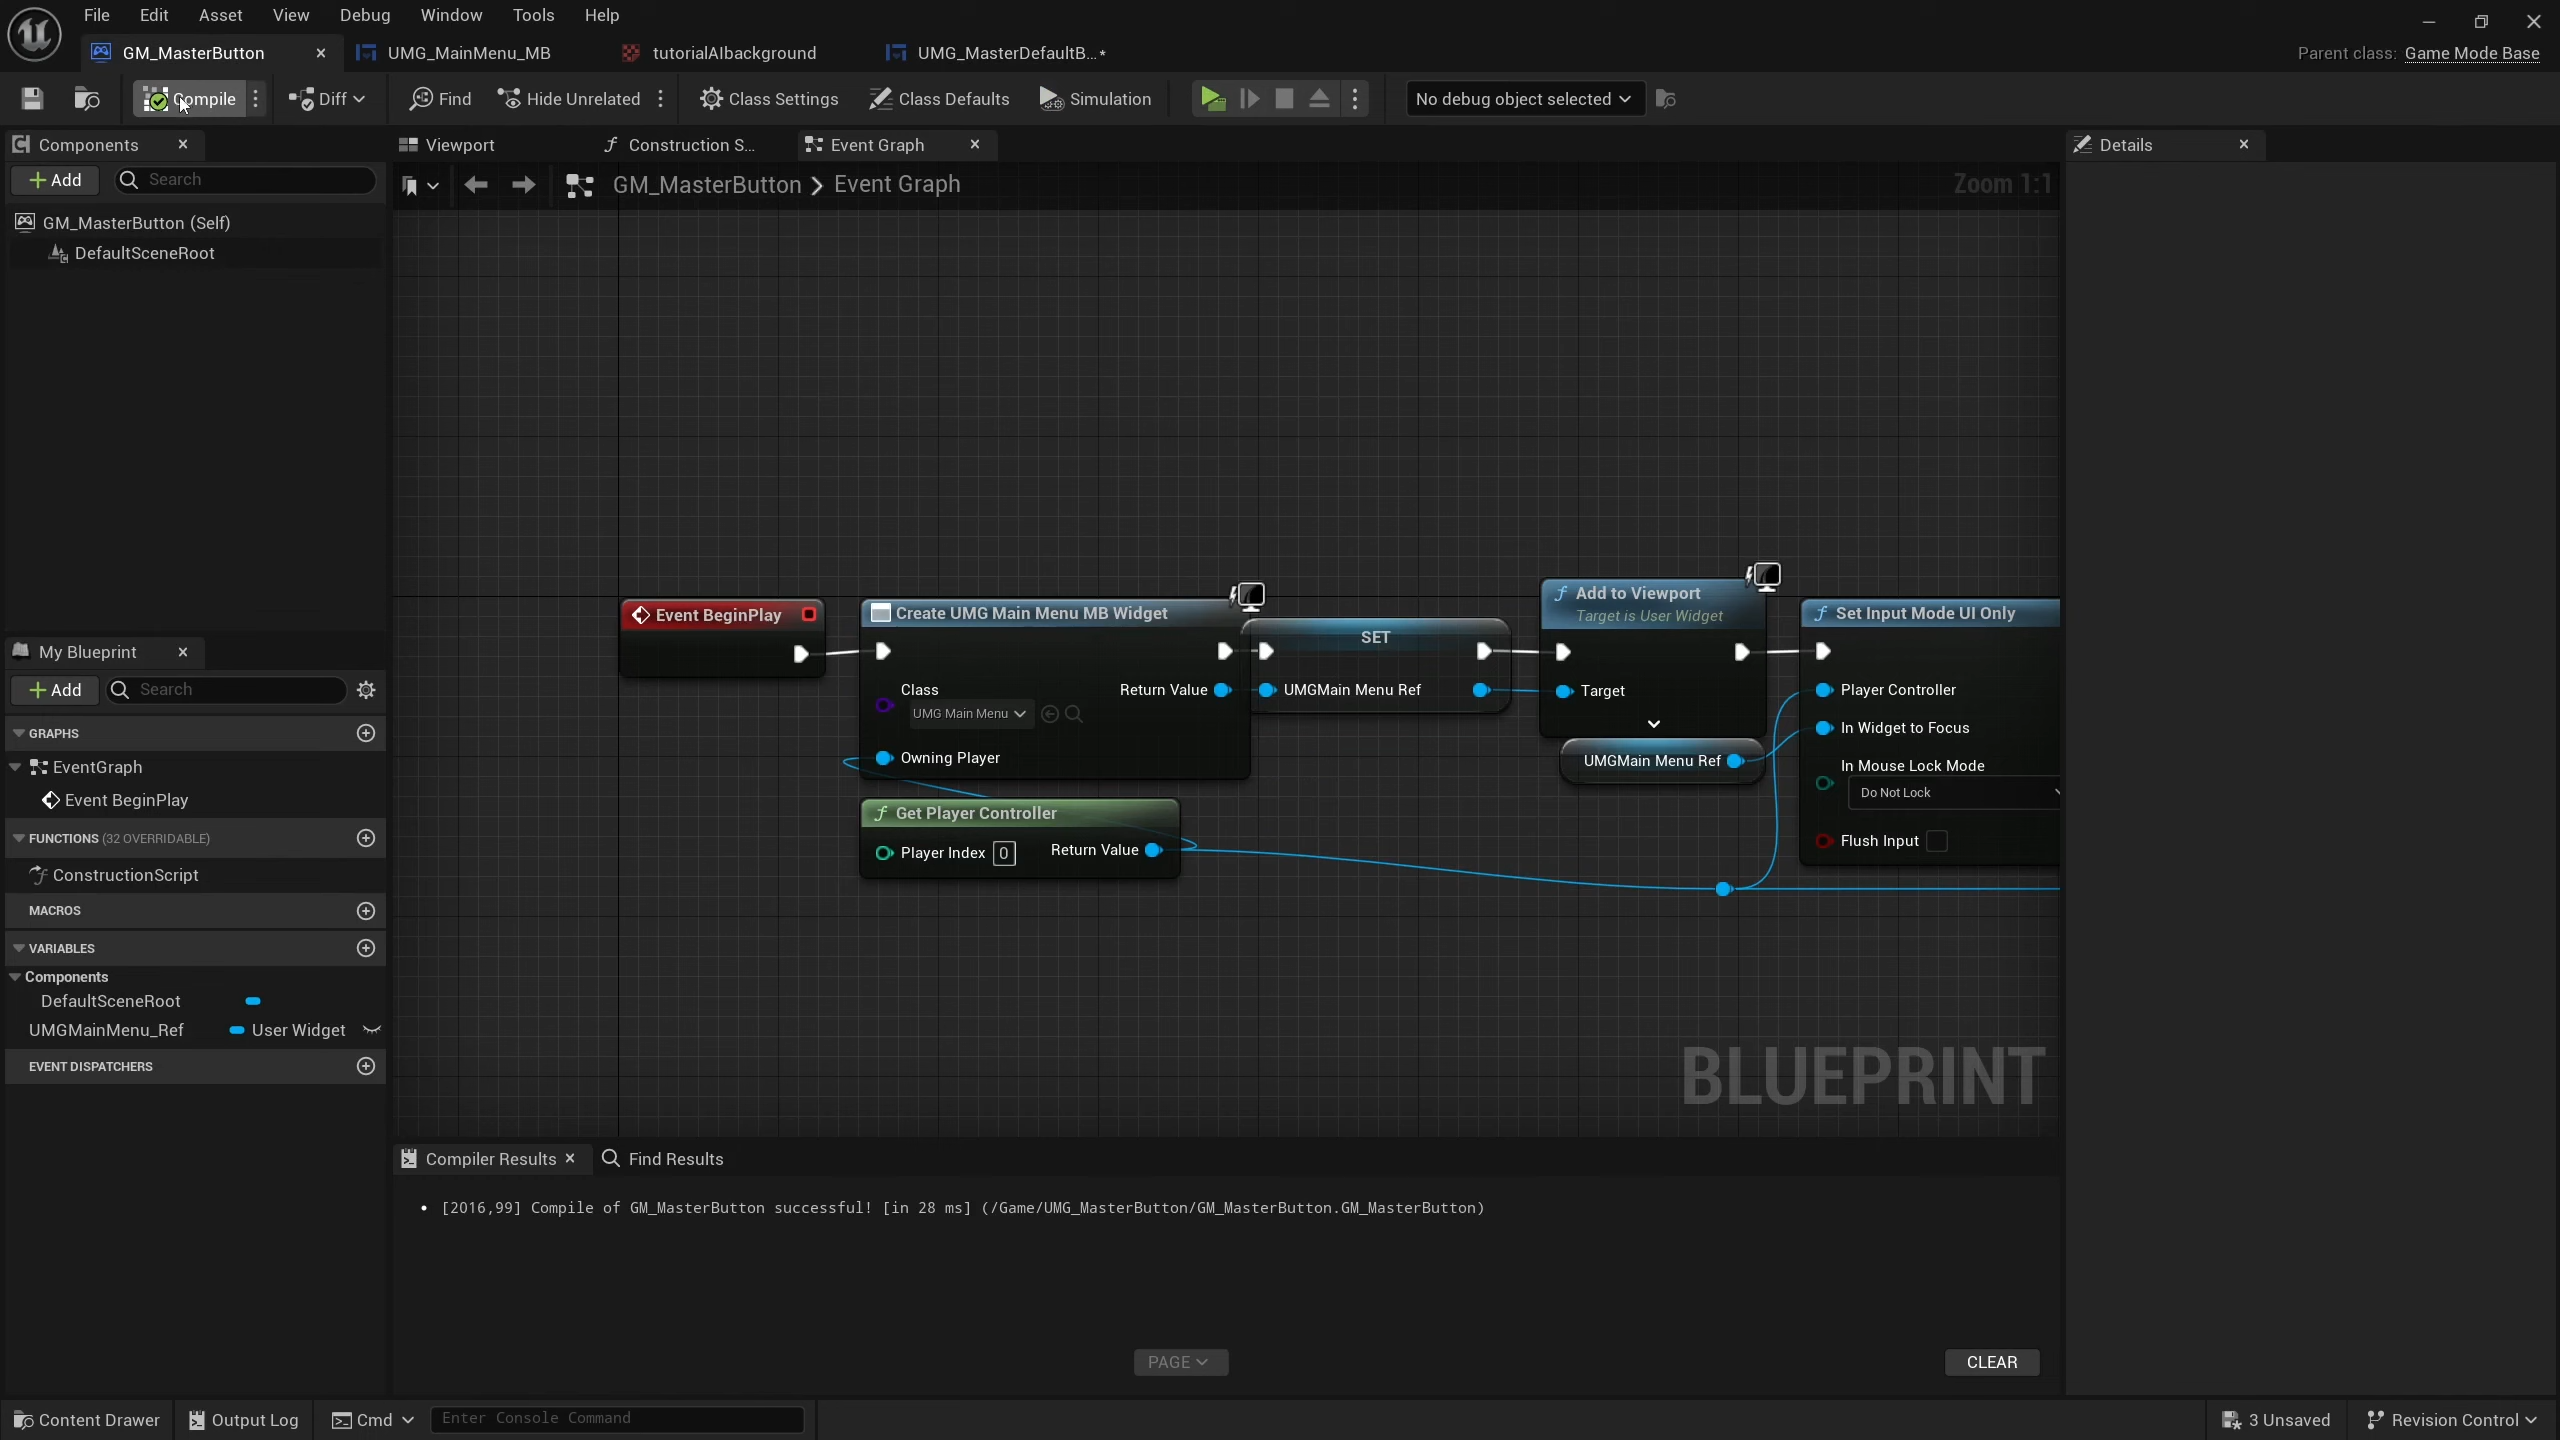 File Edit Asset View Debug Window Tools Help
GM_MasterButton UMG_MainMenu_MB tutorialAIbackground UMG_MasterDefaultB...* Parent class: Game Mode Base
Compile Diff Find Hide Unrelated Class Settings Class Defaults Simulation No debug object selected
Components Viewport Construction S... Event Graph Details
Add Search GM_MasterButton > Event Graph Zoom 1:1
GM_MasterButton (Self)
DefaultSceneRoot
Event BeginPlay
Create UMG Main Menu MB Widget
Class
UMG Main Menu
Return Value
Owning Player
SET
UMGMain Menu Ref
Add to Viewport
Target is User Widget
Target
UMGMain Menu Ref
Set Input Mode UI Only
Player Controller
In Widget to Focus
In Mouse Lock Mode
Do Not Lock
Flush Input
Get Player Controller
Player Index 0 Return Value
BLUEPRINT
My Blueprint
Add Search
GRAPHS
EventGraph
Event BeginPlay
FUNCTIONS (32 OVERRIDABLE)
ConstructionScript
MACROS
VARIABLES
Components
DefaultSceneRoot
UMGMainMenu_Ref User Widget
EVENT DISPATCHERS
Compiler Results Find Results
[2016,99] Compile of GM_MasterButton successful! [in 28 ms] (/Game/UMG_MasterButton/GM_MasterButton.GM_MasterButton)
PAGE CLEAR
Content Drawer Output Log Cmd Enter Console Command 3 Unsaved Revision Control